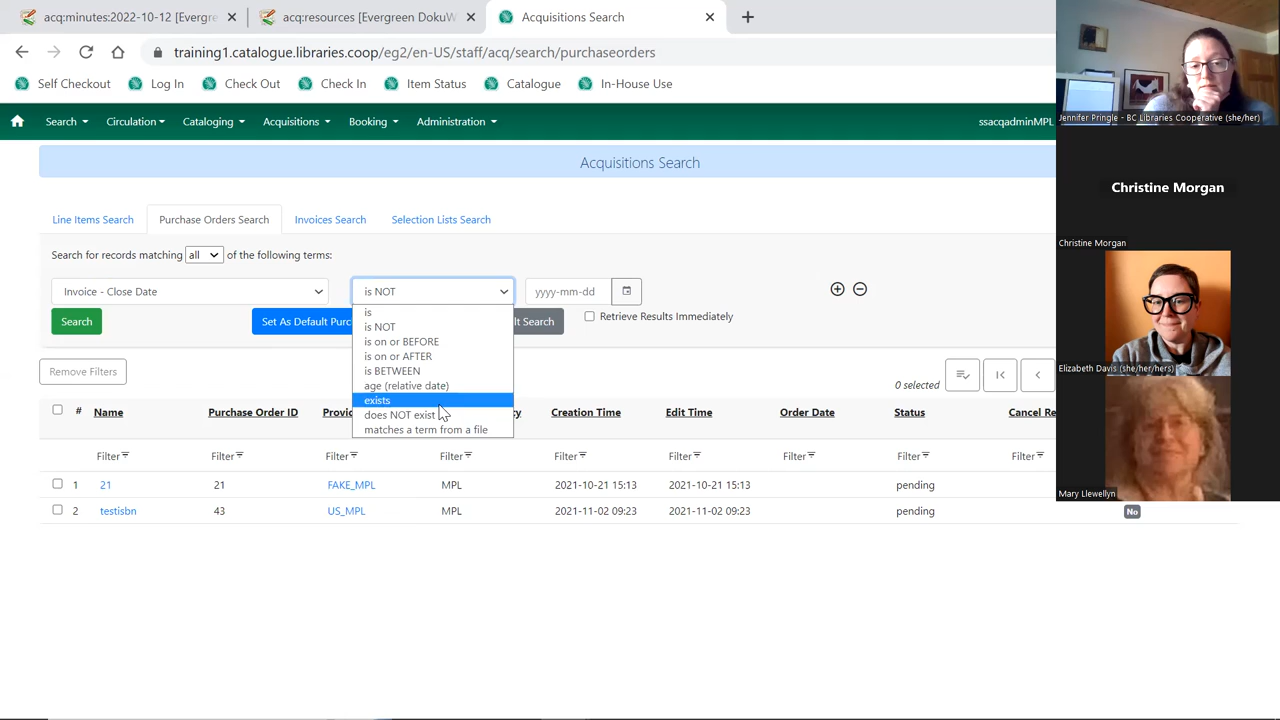 acq:minutes:2022-10-12 [Evergre
acq:resources [Evergreen DokuW
Acquisitions Search
training1.catalogue.libraries.coop/eg2/en-US/staff/acq/search/purchaseorders
Self Checkout Log In Check Out Check Item Status Catalogue In-House Use
Search Circulation Cataloging Acquisitions Booking Administration ssacqadminMPL
Acquisitions Search
Line Items Search Purchase Orders Search Invoices Search Selection Lists Search
Search for records matching all of the following terms:
Invoice - Close Date is NOT yyyy-mm-dd
is
is NOT
is on or BEFORE
is on or AFTER
is BETWEEN
age (relative date)
exists
does NOT exist
matches a term from a file
Search Set As Default Purc lt Search Retrieve Results Immediately
Remove Filters 0 selected
# Name Purchase Order ID Provi y Creation Time Edit Time Order Date Status Cancel Re
Filter Filter Filter Filter Filter Filter Filter Filter Filter
1 21 21 FAKE_MPL MPL 2021-10-21 15:13 2021-10-21 15:13 pending
2 testisbn 43 US_MPL MPL 2021-11-02 09:23 2021-11-02 09:23 pending
No
Jennifer Pringle - BC Libraries Cooperative (she/her)
Christine Morgan
Christine Morgan
Elizabeth Davis (she/her/hers)
Mary Llewellyn